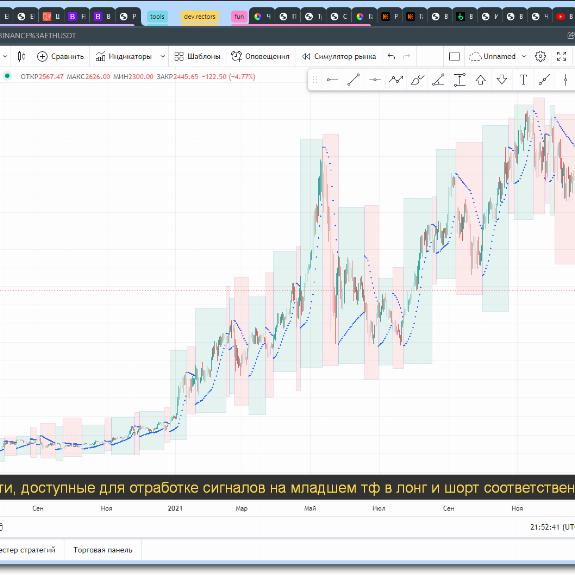 tools
dev.rectors
fun
BINANCE%3AETHUSDT
Сравнить
Индикаторы
Шаблоны
Оповещения
Симулятор рынка
Unnamed
ОТКР2567.47 МАКС2626.00 МИН2300.00 ЗАКР2445.65 −122.50 (−4.77%)
ти, доступные для отработке сигналов на младшем тф в лонг и шорт соответствен
Сен
Ноя
2021
Мар
Май
Июл
Сен
Ноя
21:52:41 (UTC
естер стратегий
Торговая панель